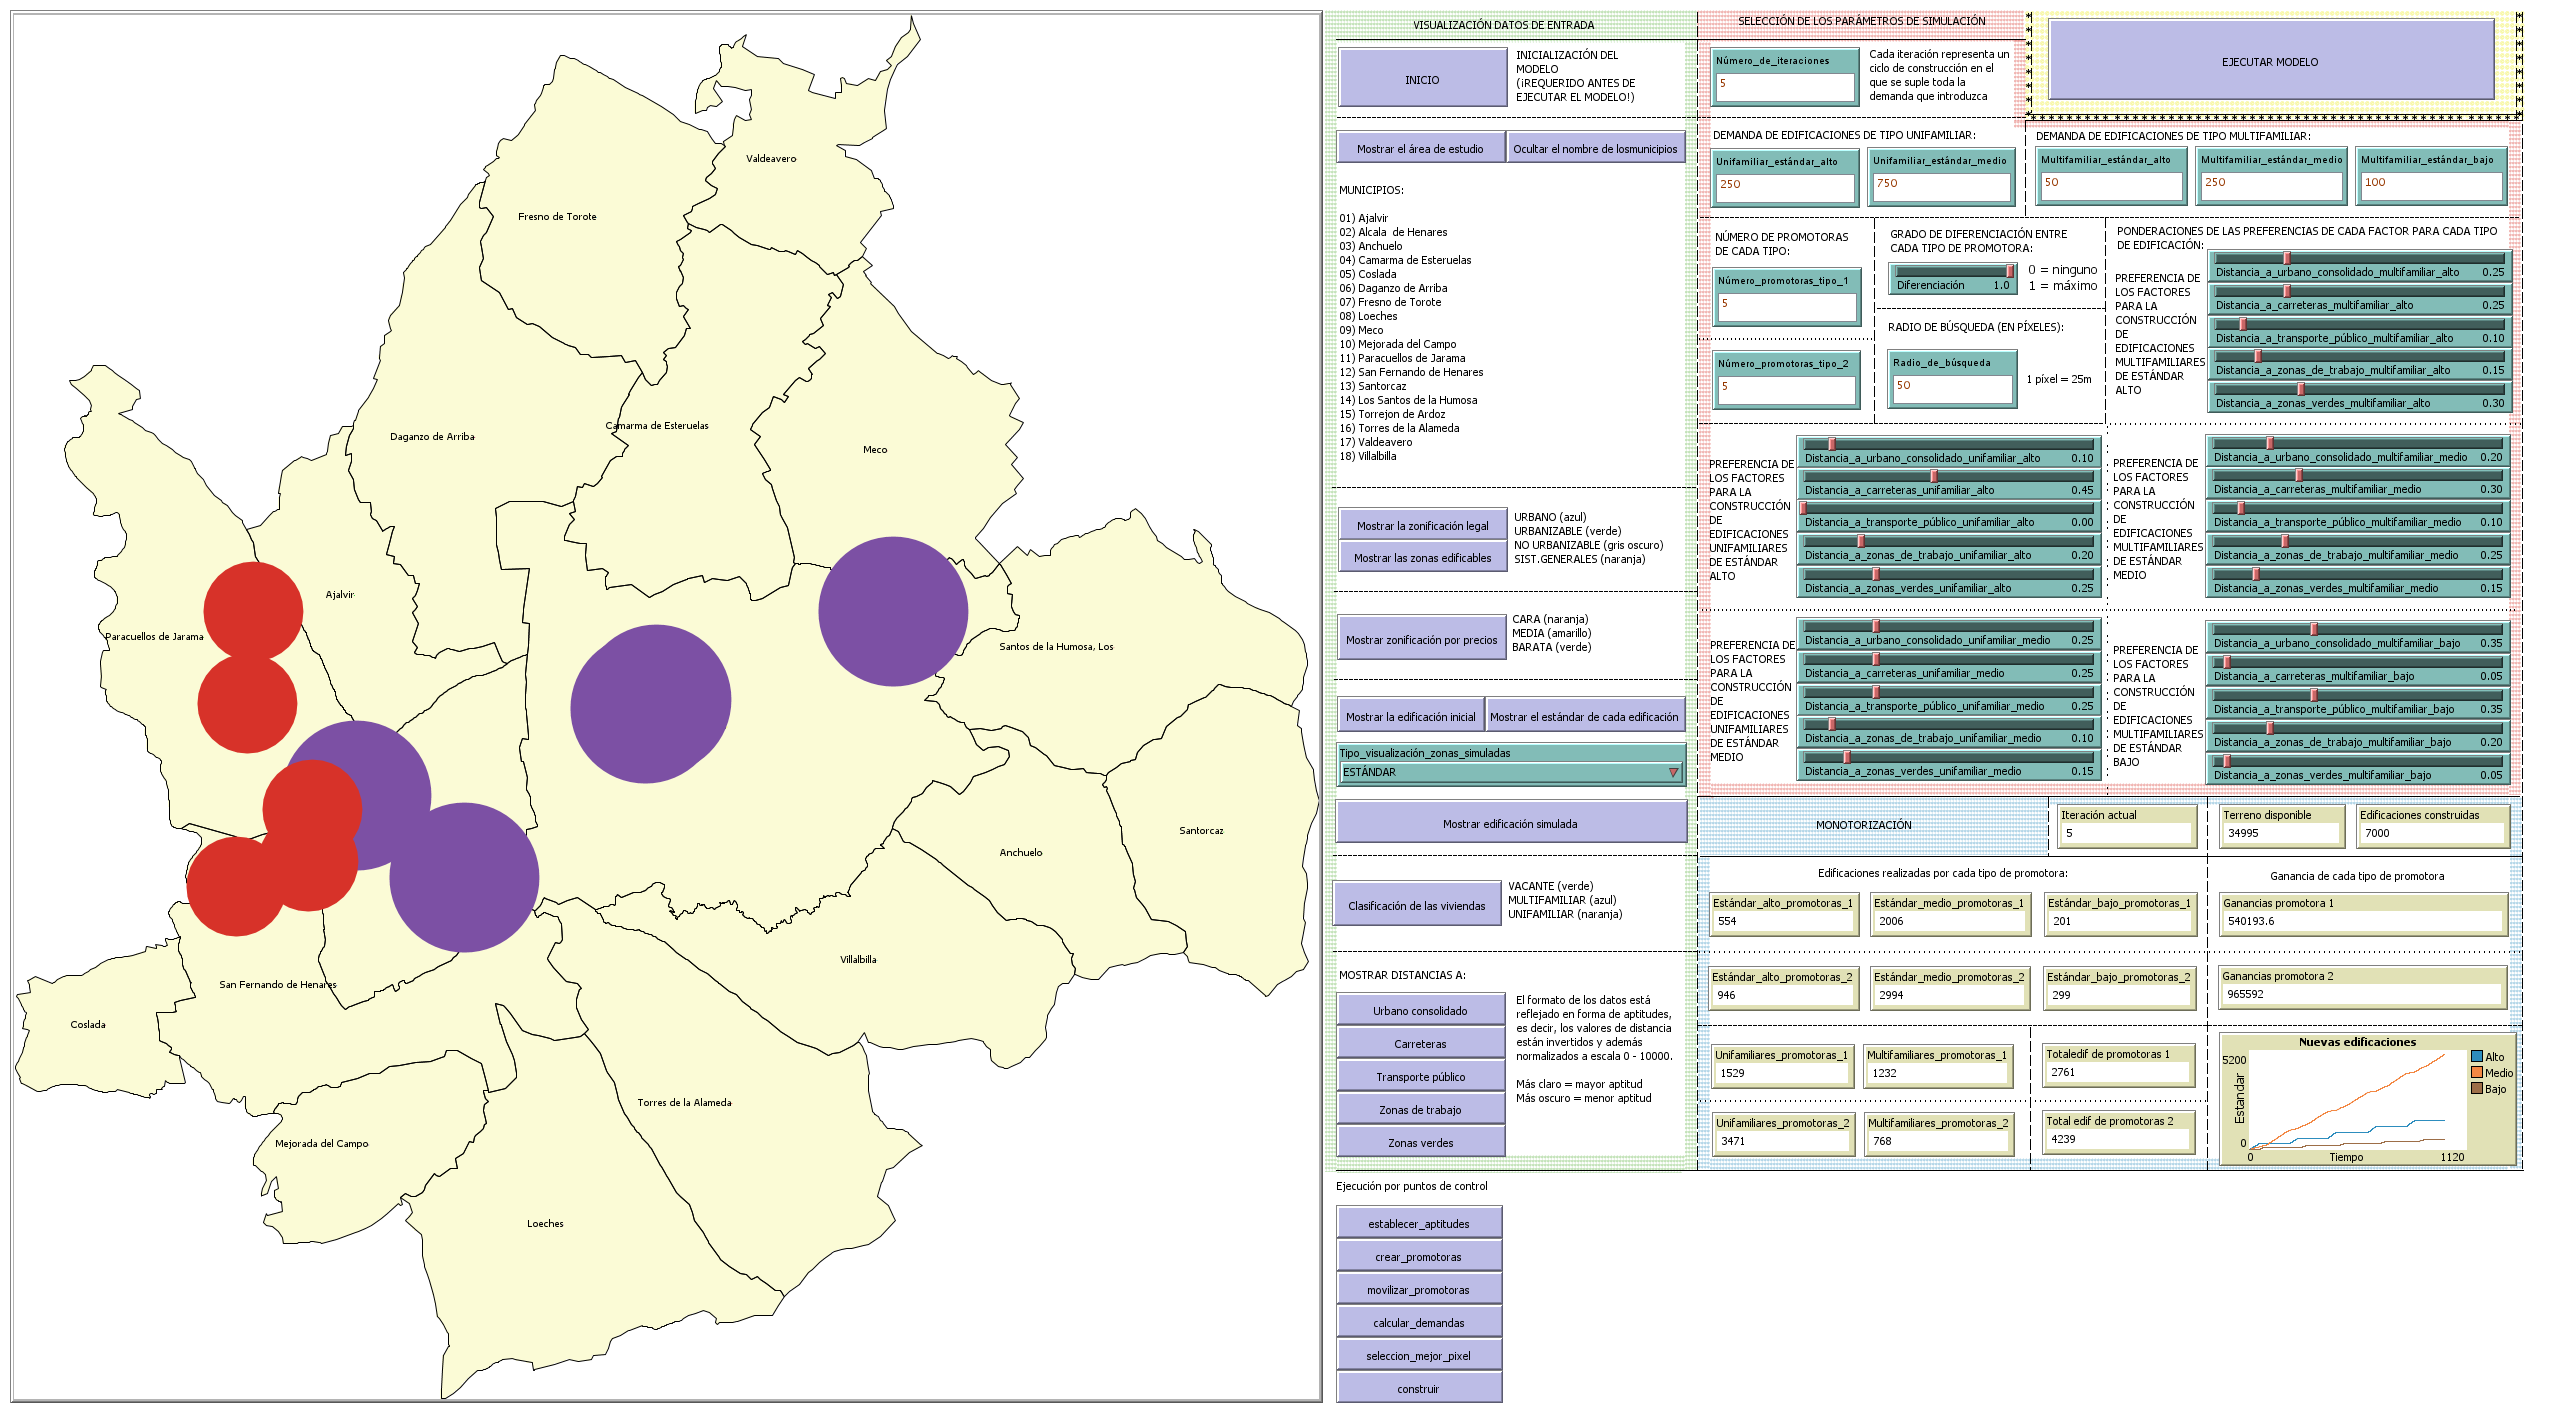 Valdeavero
Fresno de Torote
Daganzo de Arriba
Camarma de Esteruelas
Meco
Ajalvir
Paracuellos de Jarama
Santos de la Humosa, Los
Santorcaz
Anchuelo
Villalbilla
San Fernando de Henares
Coslada
Torres de la Alameda
Mejorada del Campo
Loeches
VISUALIZACIÓN DATOS DE ENTRADA
INICIO
INICIALIZACIÓN DEL
MODELO
(¡REQUERIDO ANTES DE
EJECUTAR EL MODELO!)
Mostrar el área de estudio
Ocultar el nombre de losmunicipios
MUNICIPIOS:
01) Ajalvir
02) Alcala  de Henares
03) Anchuelo
04) Camarma de Esteruelas
05) Coslada
06) Daganzo de Arriba
07) Fresno de Torote
08) Loeches
09) Meco
10) Mejorada del Campo
11) Paracuellos de Jarama
12) San Fernando de Henares
13) Santorcaz
14) Los Santos de la Humosa
15) Torrejon de Ardoz
16) Torres de la Alameda
17) Valdeavero
18) Villalbilla
Mostrar la zonificación legal
Mostrar las zonas edificables
URBANO (azul)
URBANIZABLE (verde)
NO URBANIZABLE (gris oscuro)
SIST.GENERALES (naranja)
Mostrar zonificación por precios
CARA (naranja)
MEDIA (amarillo)
BARATA (verde)
Mostrar la edificación inicial
Mostrar el estándar de cada edificación
Tipo_visualización_zonas_simuladas
ESTÁNDAR
Mostrar edificación simulada
Clasificación de las viviendas
VACANTE (verde)
MULTIFAMILIAR (azul)
UNIFAMILIAR (naranja)
MOSTRAR DISTANCIAS A:
Urbano consolidado
Carreteras
Transporte público
Zonas de trabajo
Zonas verdes
El formato de los datos está
reflejado en forma de aptitudes,
es decir, los valores de distancia
están invertidos y además
normalizados a escala 0 - 10000.
Más claro = mayor aptitud
Más oscuro = menor aptitud
Ejecución por puntos de control
establecer_aptitudes
crear_promotoras
movilizar_promotoras
calcular_demandas
seleccion_mejor_pixel
construir
SELECCIÓN DE LOS PARÁMETROS DE SIMULACIÓN
Número_de_iteraciones
5
Cada iteración representa un
ciclo de construcción en el
que se suple toda la
demanda que introduzca
EJECUTAR MODELO
DEMANDA DE EDIFICACIONES DE TIPO UNIFAMILIAR:
Unifamiliar_estándar_alto
250
Unifamiliar_estándar_medio
750
DEMANDA DE EDIFICACIONES DE TIPO MULTIFAMILIAR:
Multifamiliar_estándar_alto
50
Multifamiliar_estándar_medio
250
Multifamiliar_estándar_bajo
100
NÚMERO DE PROMOTORAS
DE CADA TIPO:
Número_promotoras_tipo_1
5
Número_promotoras_tipo_2
5
GRADO DE DIFERENCIACIÓN ENTRE
CADA TIPO DE PROMOTORA:
Diferenciación 1.0
0 = ninguno
1 = máximo
RADIO DE BÚSQUEDA (EN PÍXELES):
Radio_de_búsqueda
50
1 píxel = 25m
PONDERACIONES DE LAS PREFERENCIAS DE CADA FACTOR PARA CADA TIPO
DE EDIFICACIÓN:
PREFERENCIA DE
LOS FACTORES
PARA LA
CONSTRUCCIÓN
DE
EDIFICACIONES
MULTIFAMILIARES
DE ESTÁNDAR
ALTO
Distancia_a_urbano_consolidado_multifamiliar_alto 0.25
Distancia_a_carreteras_multifamiliar_alto 0.25
Distancia_a_transporte_público_multifamiliar_alto 0.10
Distancia_a_zonas_de_trabajo_multifamiliar_alto 0.15
Distancia_a_zonas_verdes_multifamiliar_alto 0.30
PREFERENCIA DE
LOS FACTORES
PARA LA
CONSTRUCCIÓN
DE
EDIFICACIONES
UNIFAMILIARES
DE ESTÁNDAR
ALTO
Distancia_a_urbano_consolidado_unifamiliar_alto 0.10
Distancia_a_carreteras_unifamiliar_alto 0.45
Distancia_a_transporte_público_unifamiliar_alto 0.00
Distancia_a_zonas_de_trabajo_unifamiliar_alto 0.20
Distancia_a_zonas_verdes_unifamiliar_alto 0.25
PREFERENCIA DE
LOS FACTORES
PARA LA
CONSTRUCCIÓN
DE
EDIFICACIONES
MULTIFAMILIARES
DE ESTÁNDAR
MEDIO
Distancia_a_urbano_consolidado_multifamiliar_medio 0.20
Distancia_a_carreteras_multifamiliar_medio 0.30
Distancia_a_transporte_público_multifamiliar_medio 0.10
Distancia_a_zonas_de_trabajo_multifamiliar_medio 0.25
Distancia_a_zonas_verdes_multifamiliar_medio 0.15
PREFERENCIA DE
LOS FACTORES
PARA LA
CONSTRUCCIÓN
DE
EDIFICACIONES
UNIFAMILIARES
DE ESTÁNDAR
MEDIO
Distancia_a_urbano_consolidado_unifamiliar_medio 0.25
Distancia_a_carreteras_unifamiliar_medio 0.25
Distancia_a_transporte_público_unifamiliar_medio 0.25
Distancia_a_zonas_de_trabajo_unifamiliar_medio 0.10
Distancia_a_zonas_verdes_unifamiliar_medio 0.15
PREFERENCIA DE
LOS FACTORES
PARA LA
CONSTRUCCIÓN
DE
EDIFICACIONES
MULTIFAMILIARES
DE ESTÁNDAR
BAJO
Distancia_a_urbano_consolidado_multifamiliar_bajo 0.35
Distancia_a_carreteras_multifamiliar_bajo 0.05
Distancia_a_transporte_público_multifamiliar_bajo 0.35
Distancia_a_zonas_de_trabajo_multifamiliar_bajo 0.20
Distancia_a_zonas_verdes_multifamiliar_bajo 0.05
MONOTORIZACIÓN
Iteración actual
5
Terreno disponible
34995
Edificaciones construidas
7000
Edificaciones realizadas por cada tipo de promotora:
Ganancia de cada tipo de promotora
Estándar_alto_promotoras_1
554
Estándar_medio_promotoras_1
2006
Estándar_bajo_promotoras_1
201
Ganancias promotora 1
540193.6
Estándar_alto_promotoras_2
946
Estándar_medio_promotoras_2
2994
Estándar_bajo_promotoras_2
299
Ganancias promotora 2
965592
Unifamiliares_promotoras_1
1529
Multifamiliares_promotoras_1
1232
Totaledif de promotoras 1
2761
Unifamiliares_promotoras_2
3471
Multifamiliares_promotoras_2
768
Total edif de promotoras 2
4239
Nuevas edificaciones
5200
Estandar
0
0
Tiempo
1120
Alto
Medio
Bajo